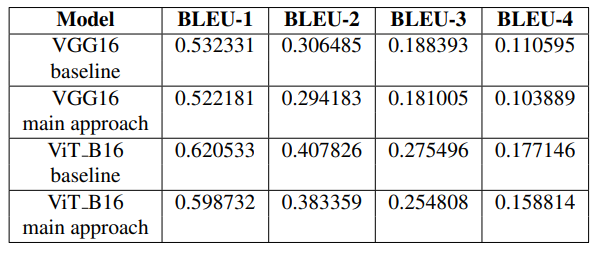 Model BLEU-1 BLEU-2 BLEU-3 BLEU-4
VGG16 0.532331 0.306485 0.188393 0.110595
baseline
VGG16 0.522181 0.294183 0.181005 0.103889
main approach
ViT_B16 0.620533 0.407826 0.275496 0.177146
baseline
ViT_B16 0.598732 0.383359 0.254808 0.158814
main approach